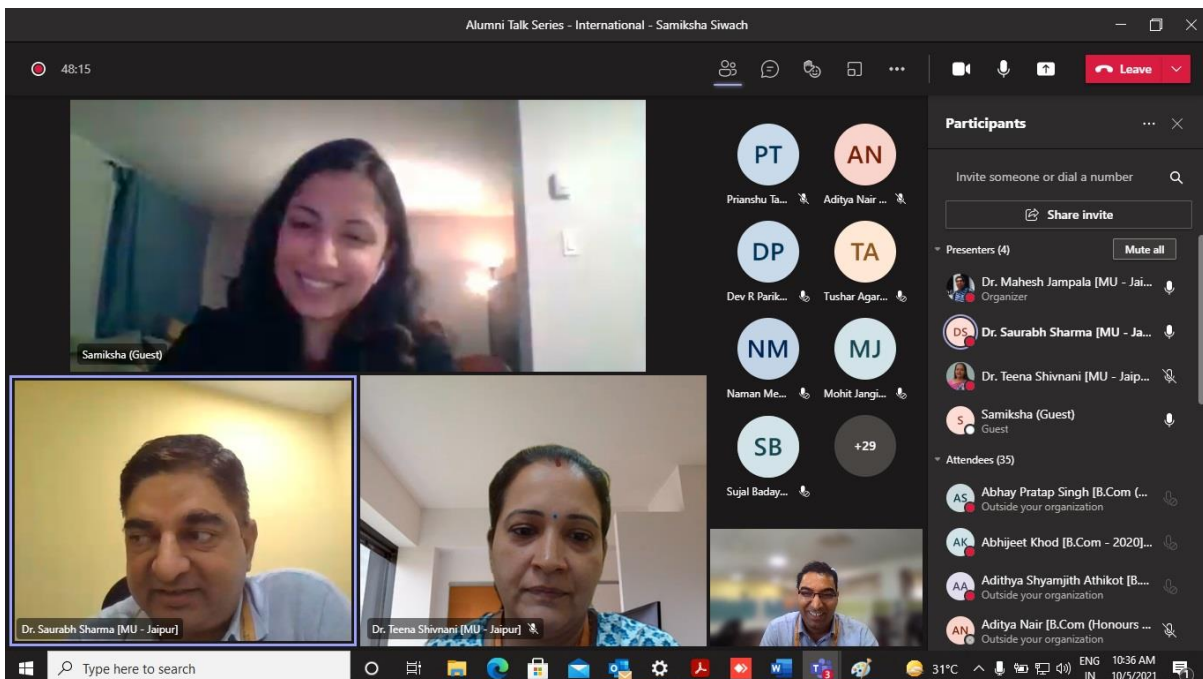 Alumni Talk Series - International - Samiksha Siwach
48:15
Leave
Samiksha (Guest)
Dr. Saurabh Sharma [MU - Jaipur]
Dr. Teena Shivnani [MU - Jaipur]
PT
AN
Prianshu Ta...
Aditya Nair ...
DP
TA
Dev R Parik...
Tushar Agar...
NM
MJ
Naman Me...
Mohit Jangi...
SB
+29
Sujal Baday...
Participants
Invite someone or dial a number
Share invite
Presenters (4)
Mute all
Dr. Mahesh Jampala [MU - Jai...
Organizer
DS
Dr. Saurabh Sharma [MU - Ja...
Dr. Teena Shivnani [MU - Jaip...
S
Samiksha (Guest)
Guest
Attendees (35)
AS
Abhay Pratap Singh [B.Com (...
Outside your organization
AK
Abhijeet Khod [B.Com - 2020]...
AA
Adithya Shyamjith Athikot [B....
Outside your organization
AN
Aditya Nair [B.Com (Honours ...
Outside your organization
Type here to search
31°C
ENG
IN
10:36 AM
10/5/2021